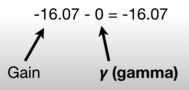 -16.07 - 0 = -16.07
Gain
γ (gamma)